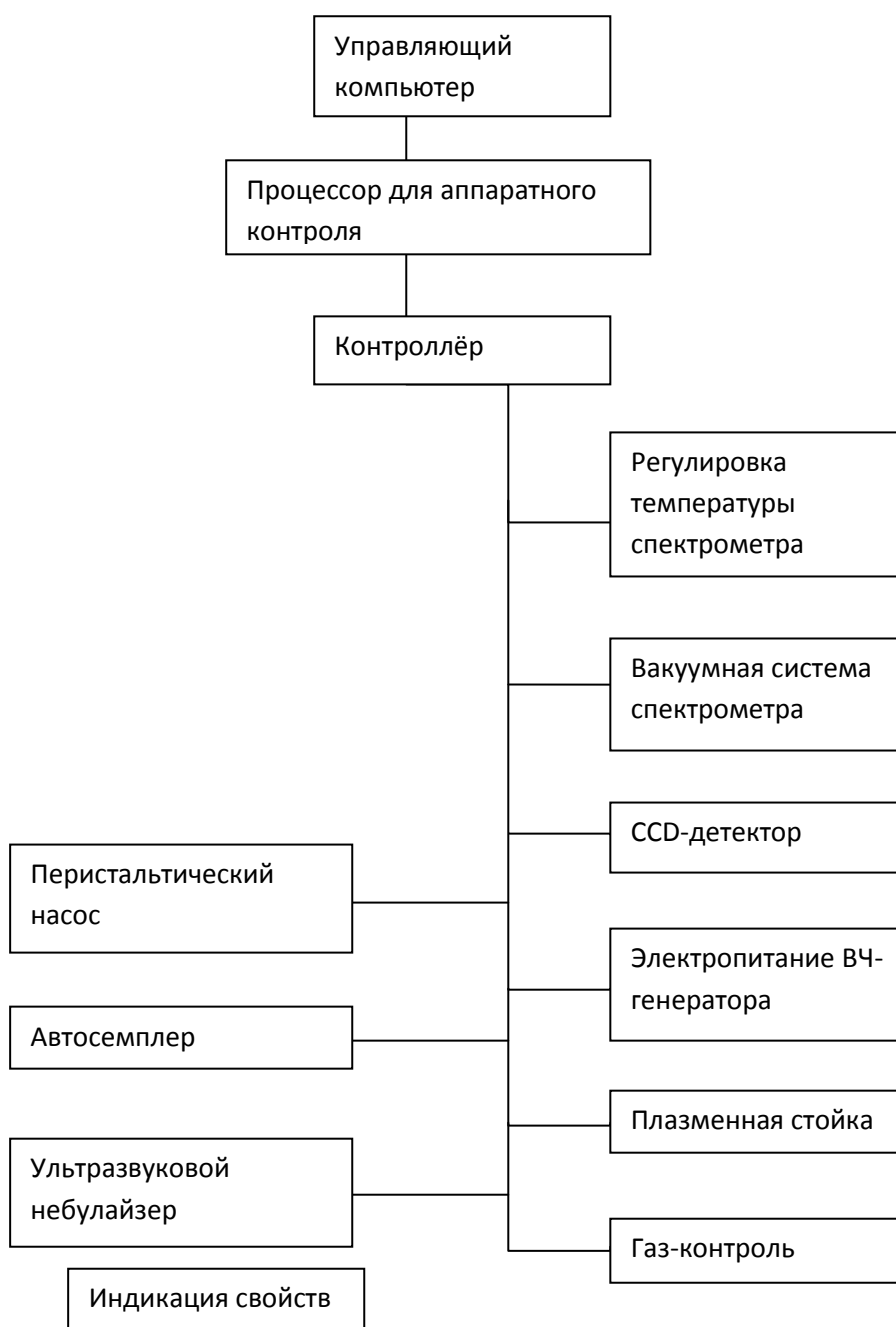 Управляющий
компьютер
Процессор для аппаратного
контроля
Контроллёр
Регулировка
температуры
спектрометра
Вакуумная система
спектрометра
CCD-детектор
Перистальтический
насос
Электропитание ВЧ-
генератора
Автосемплер
Плазменная стойка
Ультразвуковой
небулайзер
Газ-контроль
Индикация свойств